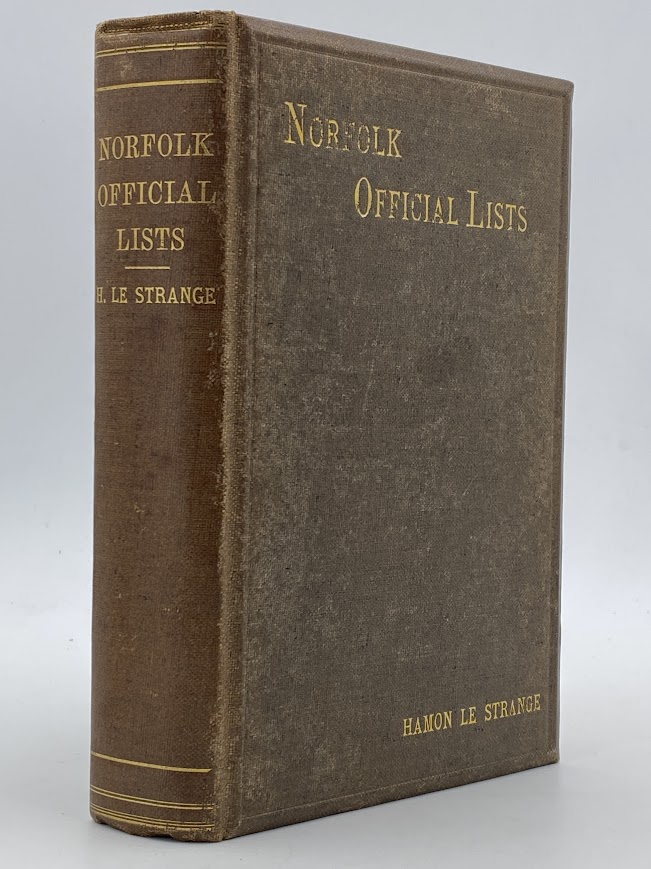 NORFOLK
OFFICIAL
LISTS
H. LE STRANGE
NORFOLK
OFFICIAL LISTS
HAMON LE STRANGE